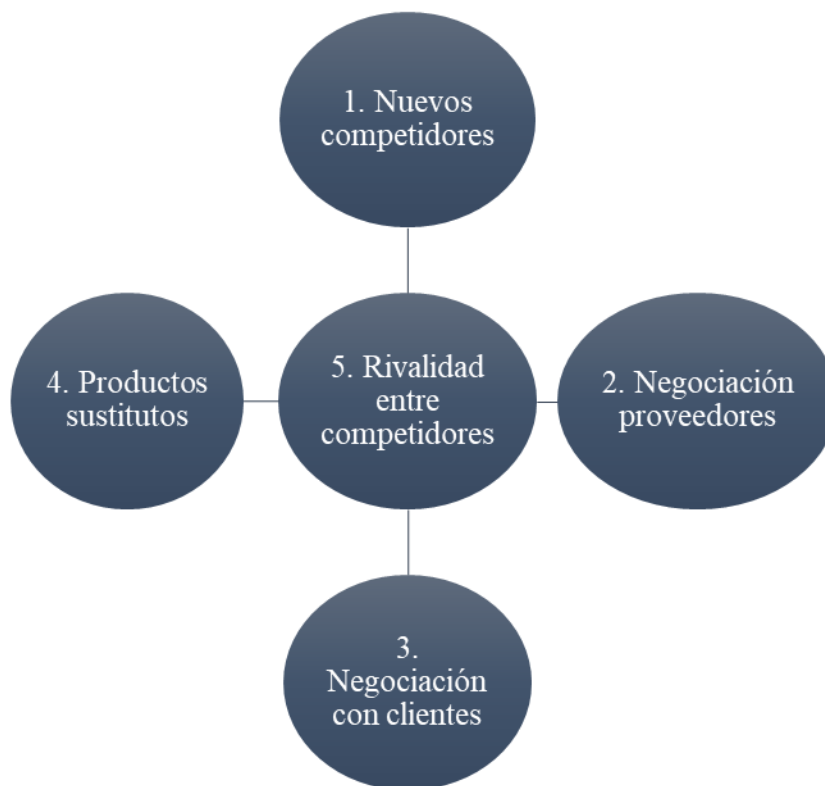 1. Nuevos
competidores
4. Productos
sustitutos
5. Rivalidad
entre
competidores
2. Negociación
proveedores
3.
Negociación
con clientes